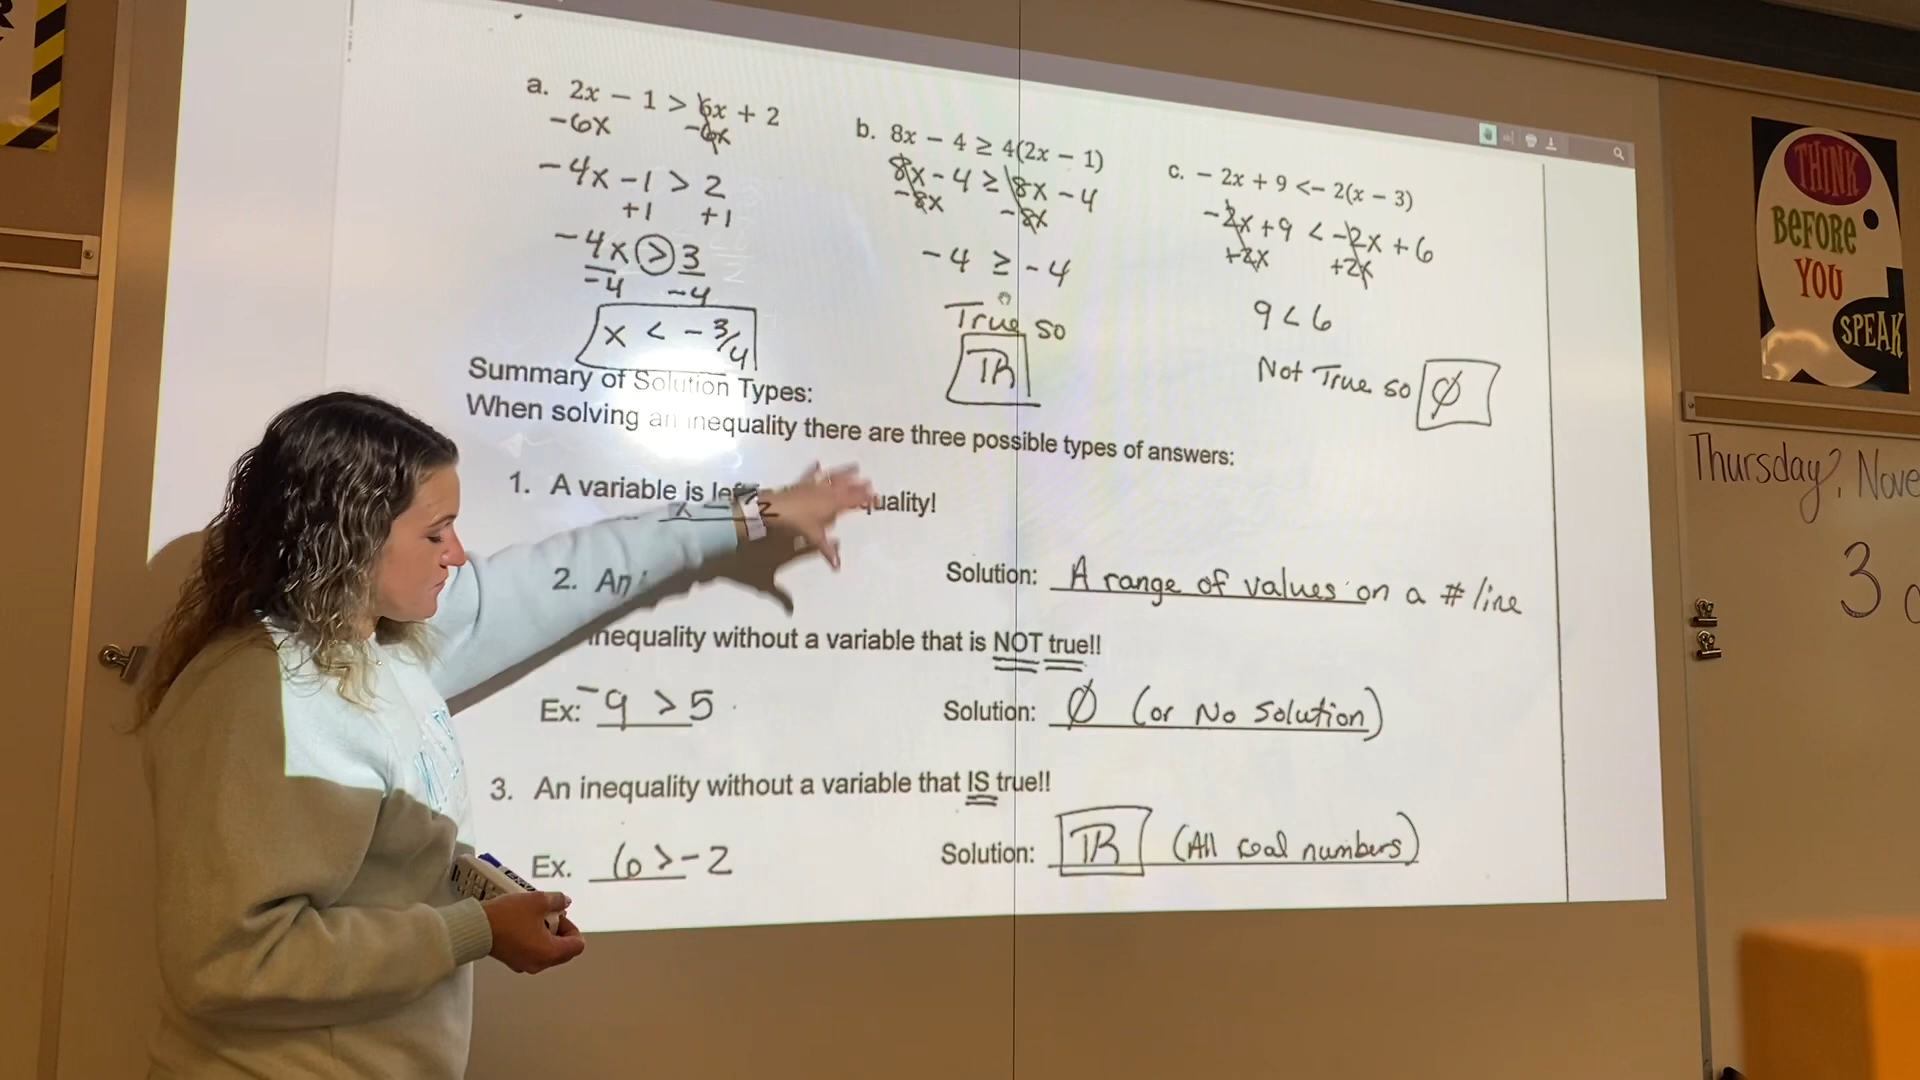 a. 2x − 1 > 6x + 2
-6x -6x
-4x -1 > 2
+1 +1
-4x > 3
-4 -4
x < -3/4
b. 8x − 4 ≥ 4(2x − 1)
8x - 4 ≥ 8x - 4
-8x -8x
-4 ≥ -4
True so
ℝ
c. − 2x + 9 <− 2(x − 3)
-2x + 9 < -2x + 6
+2x +2x
9 < 6
Not True so ∅
Summary of Solution Types:
When solving an inequality there are three possible types of answers:
1. A variable is left quality!
x
2. An
Solution: A range of values on a # line
inequality without a variable that is NOT true!!
Ex: -9 > 5
Solution: ∅ (or No Solution)
3. An inequality without a variable that IS true!!
Ex. 6 > -2
Solution: ℝ (All real numbers)
THINK
BEFORE
YOU
SPEAK
Thursday, Nove
3